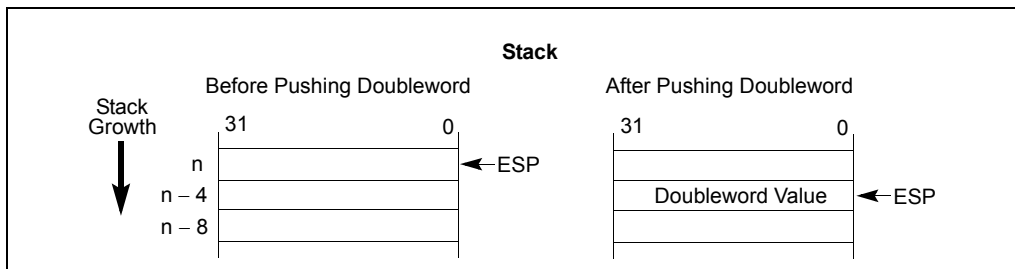 Stack
Before Pushing Doubleword
After Pushing Doubleword
Stack
Growth
31 0
31 0
n
ESP
n – 4
Doubleword Value
ESP
n – 8